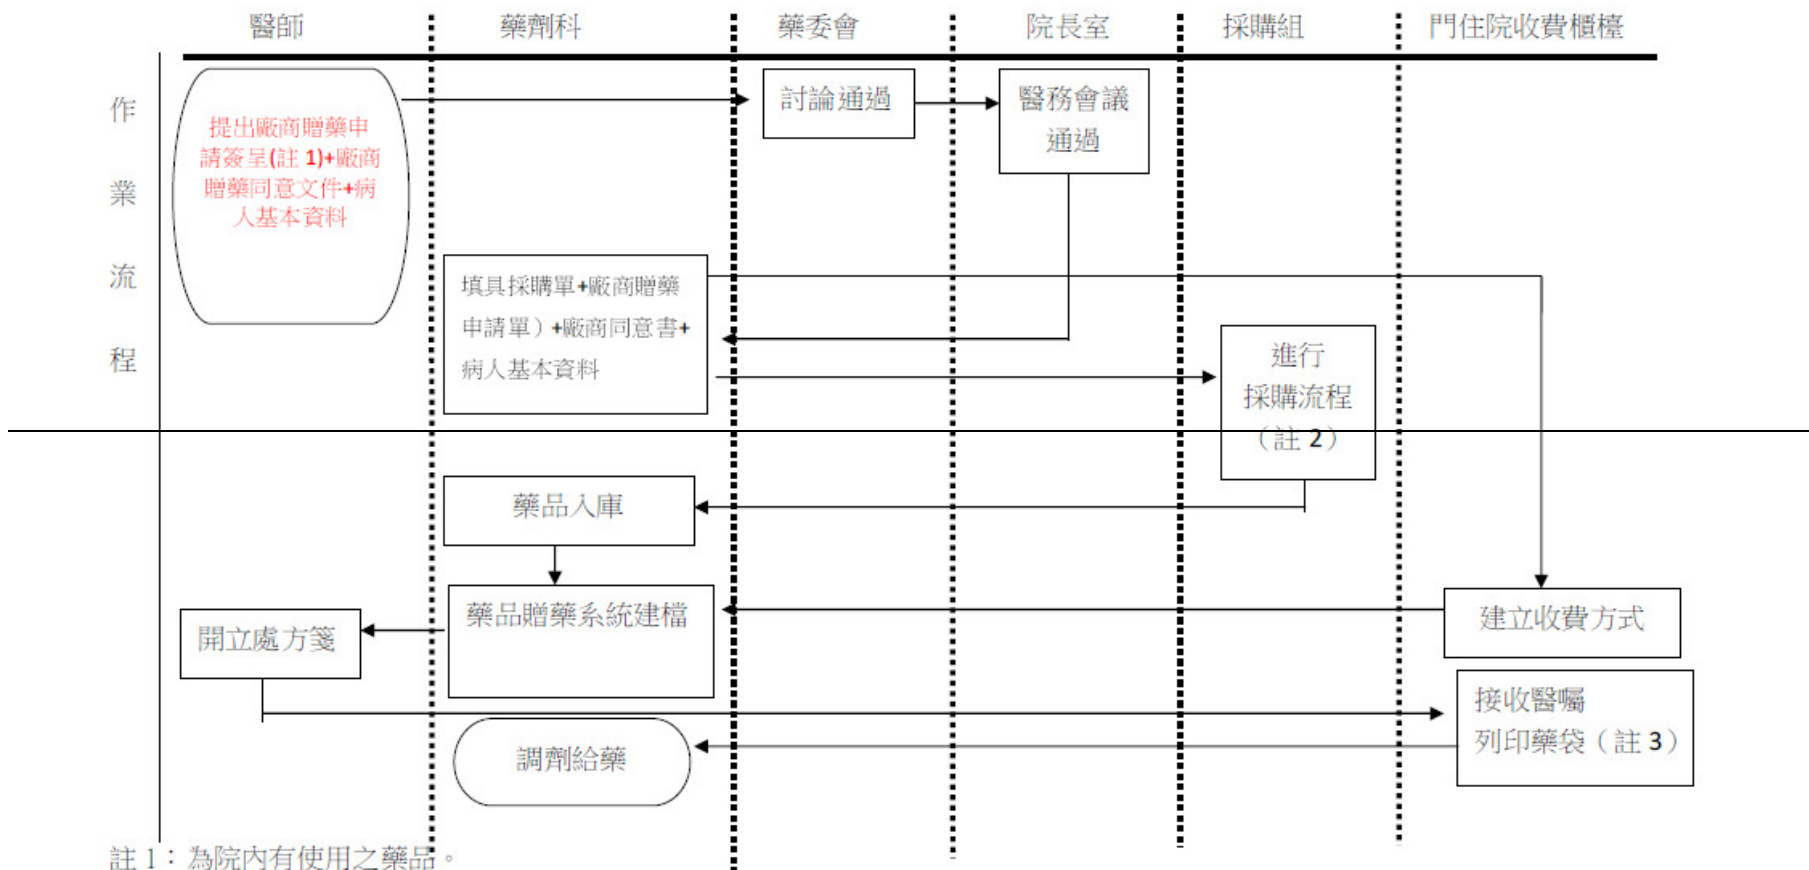 醫師
藥劑科
藥委會
院長室
採購組
門住院收費櫃檯
作
業
流
程
提出廠商贈藥申
請簽呈(註 1)+廠商
贈藥同意文件+病
人基本資料
討論通過
醫務會議
通過
填具採購單+廠商贈藥
申請單）+廠商同意書+
病人基本資料
進行
採購流程
（註 2）
藥品入庫
藥品贈藥系統建檔
開立處方箋
建立收費方式
接收醫囑
列印藥袋（註 3）
調劑給藥
註 1：為院內有使用之藥品。